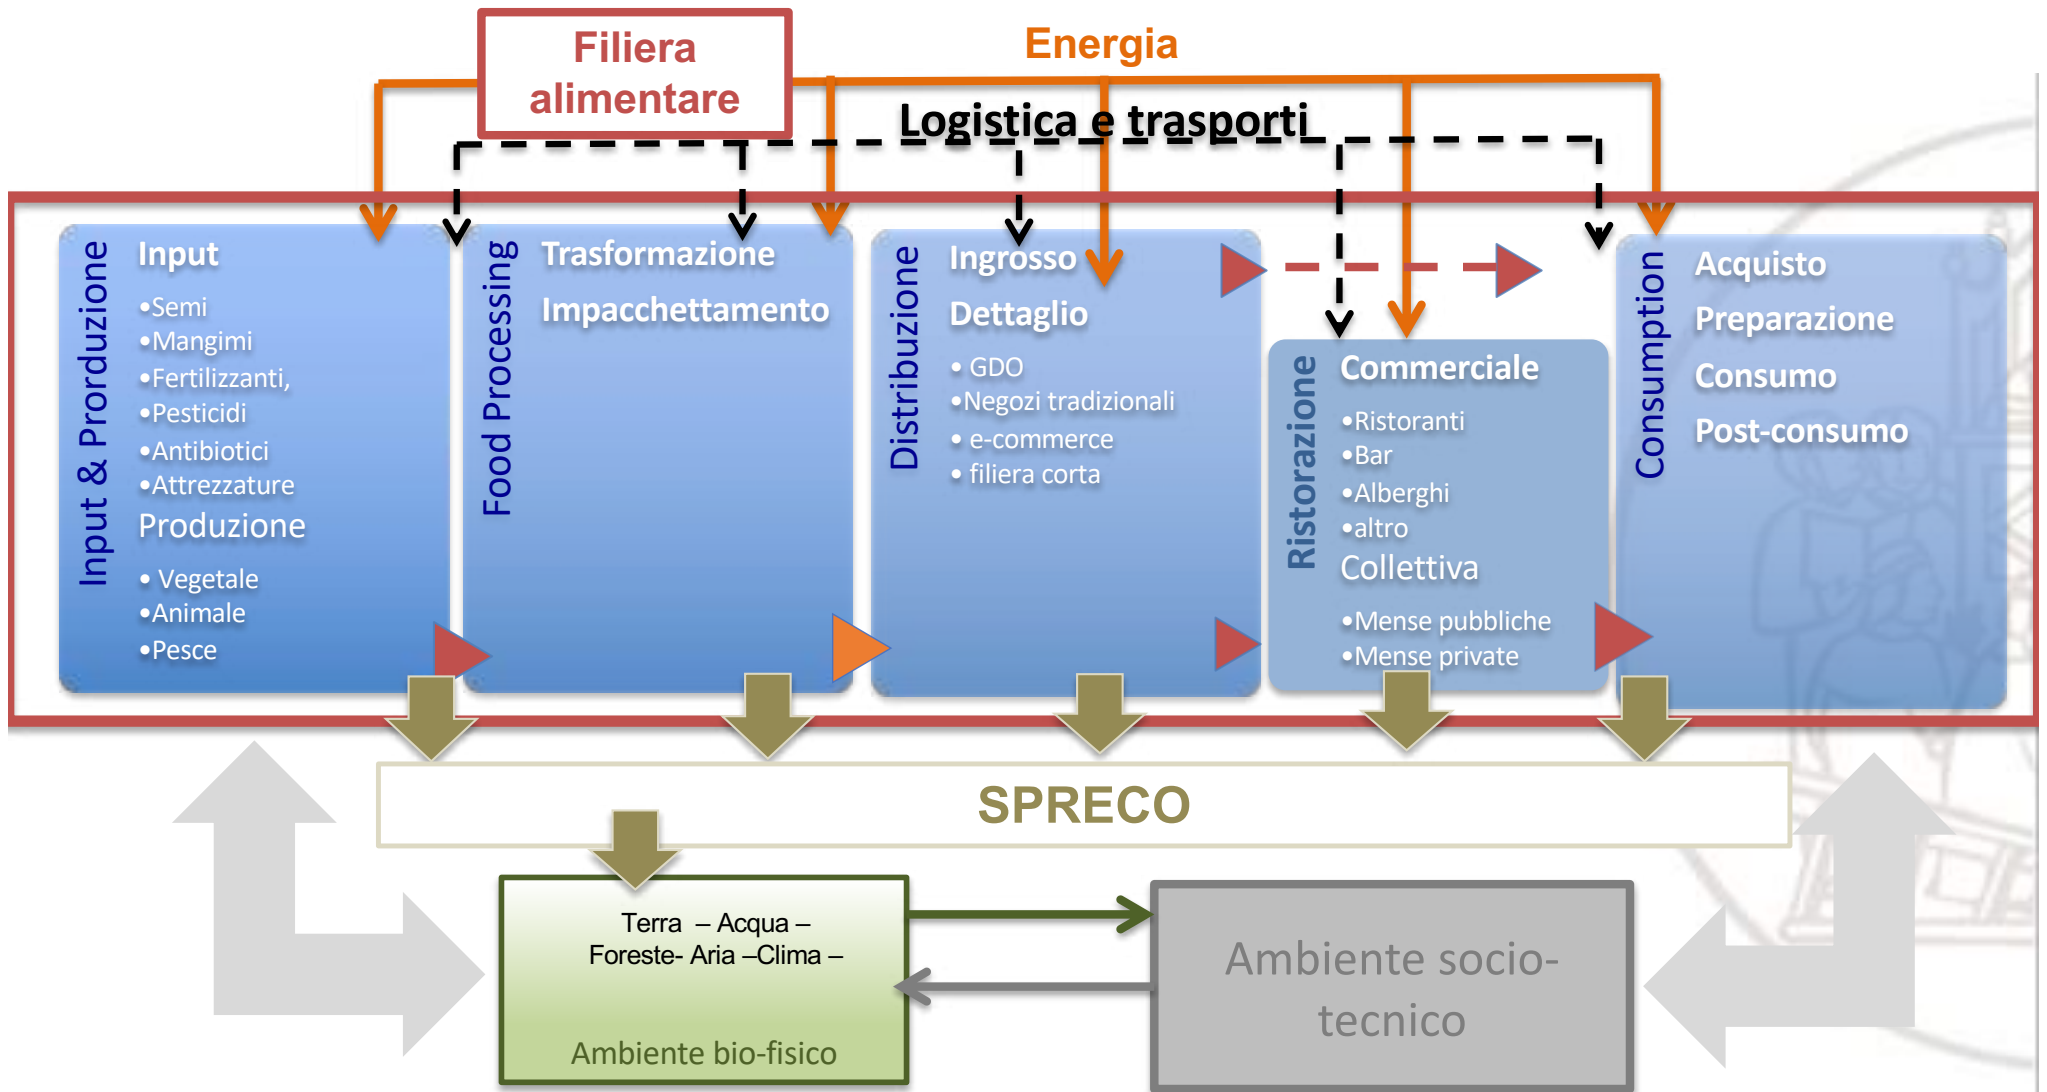 Filiera
alimentare
Energia
Logistica e trasporti
Input & Prorduzione
Input
•Semi
•Mangimi
•Fertilizzanti,
•Pesticidi
•Antibiotici
•Attrezzature
Produzione
• Vegetale
•Animale
•Pesce
Food Processing
Trasformazione
Impacchettamento
Distribuzione
Ingrosso
Dettaglio
• GDO
•Negozi tradizionali
• e-commerce
• filiera corta
Ristorazione
Commerciale
•Ristoranti
•Bar
•Alberghi
•altro
Collettiva
•Mense pubbliche
•Mense private
Consumption
Acquisto
Preparazione
Consumo
Post-consumo
SPRECO
Terra – Acqua –
Foreste- Aria –Clima –
Ambiente bio-fisico
Ambiente socio-
tecnico